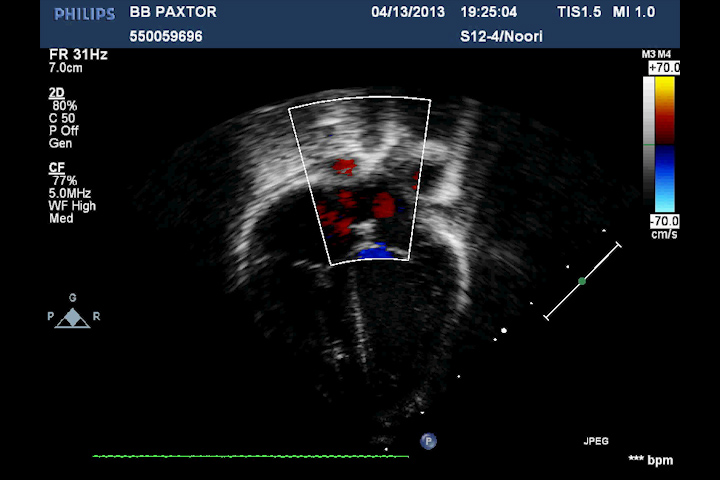 PHILIPS BB PAXTOR 04/13/2013 19:25:04 TIS1.5 MI 1.0
550059696 S12-4/Noori
FR 31Hz
7.0cm
M3 M4
+70.0
2D
80%
C 50
P Off
Gen
CF
77%
5.0MHz
WF High
Med
-70.0
cm/s
G
P R
P
JPEG
*** bpm